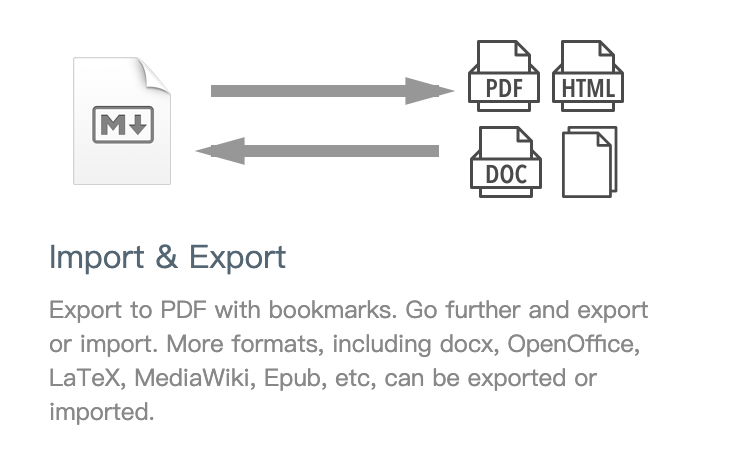 M
PDF
HTML
DOC
Import & Export
Export to PDF with bookmarks. Go further and export
or import. More formats, including docx, OpenOffice,
LaTeX, MediaWiki, Epub, etc, can be exported or
imported.